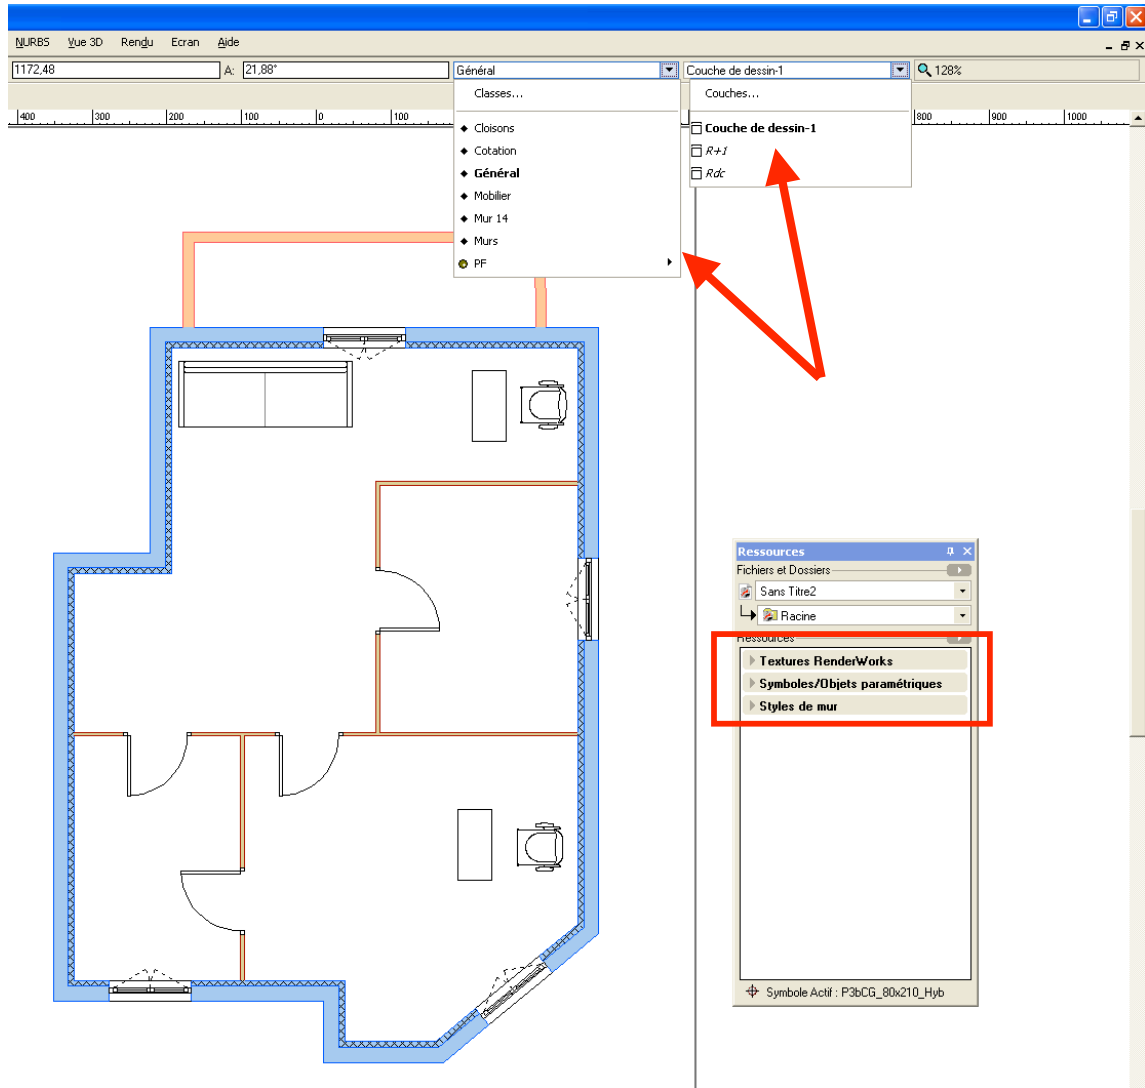 NURBS Vue 3D Rendu Ecran Aide
1172,48 A: 21,88° Général Couche de dessin-1 128%
Classes... Couches...
400 300 200 100 0 100 800 900 1000
Cloisons
Cotation
Général
Mobilier
Mur 14
Murs
PF
Couche de dessin-1
R+1
Rdc
Ressources
Fichiers et Dossiers
Sans Titre2
Racine
Ressources
Textures RenderWorks
Symboles/Objets paramétriques
Styles de mur
Symbole Actif : P3bCG_80x210_Hyb